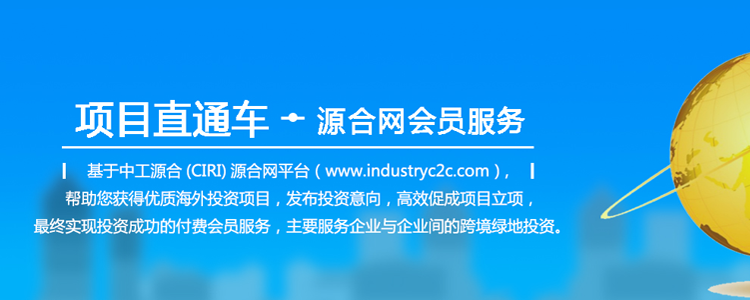 项目直通车 - 源合网会员服务
基于中工源合 (CIRI) 源合网平台 ( www.industryc2c.com ) ,
帮助您获得优质海外投资项目，发布投资意向，高效促成项目立项，
最终实现投资成功的付费会员服务，主要服务企业与企业间的跨境绿地投资。